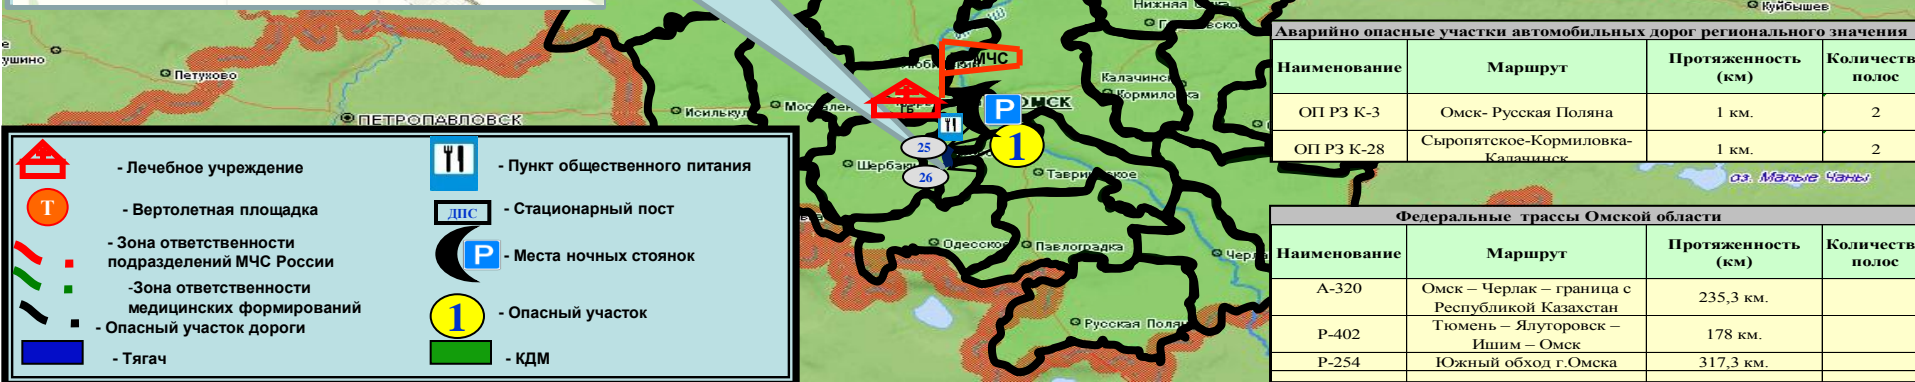 Куйбышев
Петухово
ПЕТРОПАВЛОВСК
Исилькул
МЧС
Калачинск
Кормиловка
ОМСК
P
1
25
26
Таврическое
Одесское
Павлоградка
Русская Поляна
оз. Малые Чаны
- Лечебное учреждение
Т
- Вертолетная площадка
- Зона ответственности
подразделений МЧС России
-Зона ответственности
медицинских формирований
- Опасный участок дороги
- Тягач
- Пункт общественного питания
ДПС
- Стационарный пост
P
- Места ночных стоянок
1
- Опасный участок
- КДМ
Аварийно опасные участки автомобильных дорог регионального значения
Наименование Маршрут Протяженность (км) Количеств полос
ОП РЗ К-3 Омск- Русская Поляна 1 км. 2
ОП РЗ К-28 Сыропятское-Кормиловка-Калачинск 1 км. 2
Федеральные трассы Омской области
Наименование Маршрут Протяженность (км) Количеств полос
А-320 Омск – Черлак – граница с Республикой Казахстан 235,3 км.
Р-402 Тюмень – Ялуторовск – Ишим – Омск 178 км.
Р-254 Южный обход г.Омска 317,3 км.